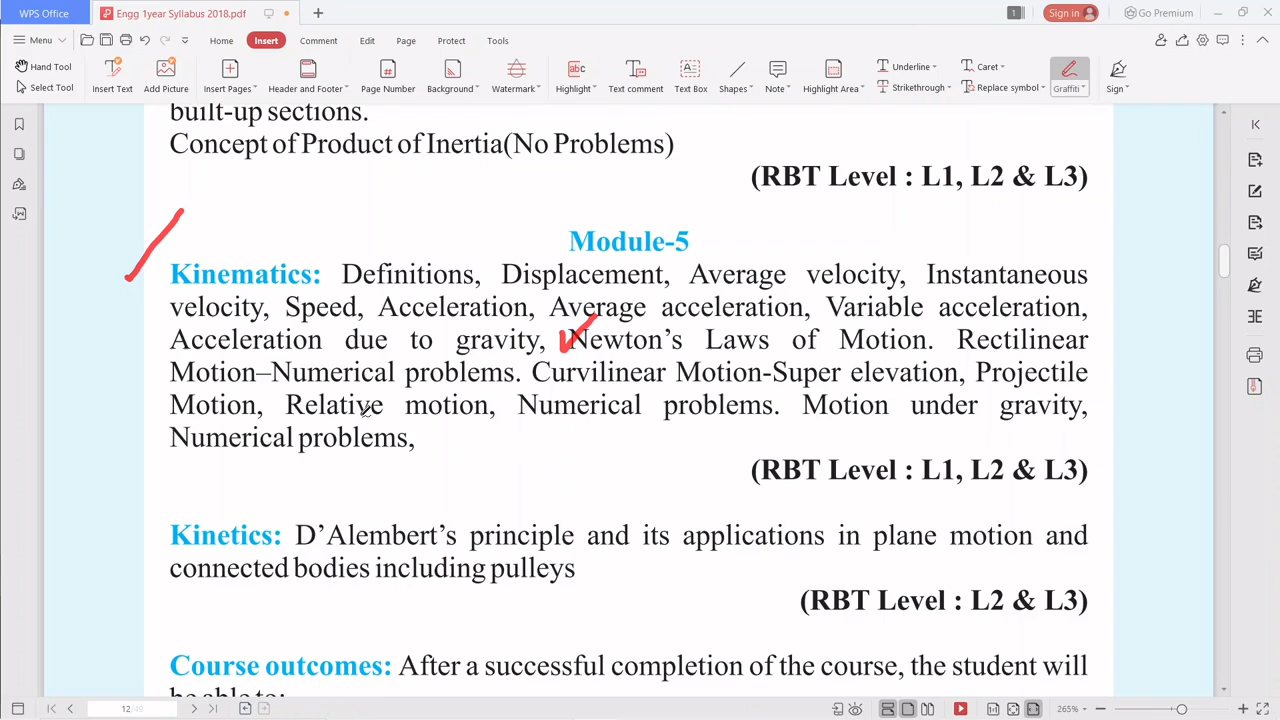 WPS Office
Engg 1year Syllabus 2018.pdf
1
Sign in
Go Premium
Menu
Home
Insert
Comment
Edit
Page
Protect
Tools
Hand Tool
Select Tool
Insert Text
Add Picture
Insert Pages
Header and Footer
Page Number
Background
Watermark
Highlight
Text comment
Text Box
Shapes
Note
Highlight Area
Underline
Strikethrough
Caret
Replace symbol
Graffiti
Sign
built-up sections.
Concept of Product of Inertia(No Problems)
(RBT Level : L1, L2 & L3)
Module-5
Kinematics: Definitions, Displacement, Average velocity, Instantaneous
velocity, Speed, Acceleration, Average acceleration, Variable acceleration,
Acceleration due to gravity, Newton’s Laws of Motion. Rectilinear
Motion–Numerical problems. Curvilinear Motion-Super elevation, Projectile
Motion, Relative motion, Numerical problems. Motion under gravity,
Numerical problems,
(RBT Level : L1, L2 & L3)
Kinetics: D’Alembert’s principle and its applications in plane motion and
connected bodies including pulleys
(RBT Level : L2 & L3)
Course outcomes: After a successful completion of the course, the student will
be able to:
12/49
265%